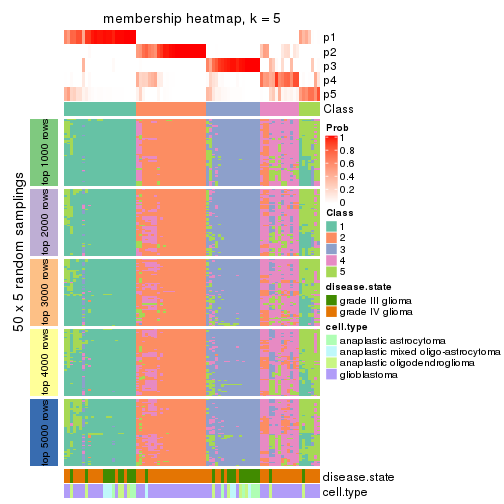 membership heatmap, k = 5
p1
p2
p3
p4
p5
Class
50 x 5 random samplings
top 1000 rows
top 2000 rows
top 3000 rows
top 4000 rows
top 5000 rows
disease.state
cell.type
Prob
1
0.8
0.6
0.4
0.2
0
Class
1
2
3
4
5
disease.state
grade III glioma
grade IV glioma
cell.type
anaplastic astrocytoma
anaplastic mixed oligo-astrocytoma
anaplastic oligodendroglioma
glioblastoma